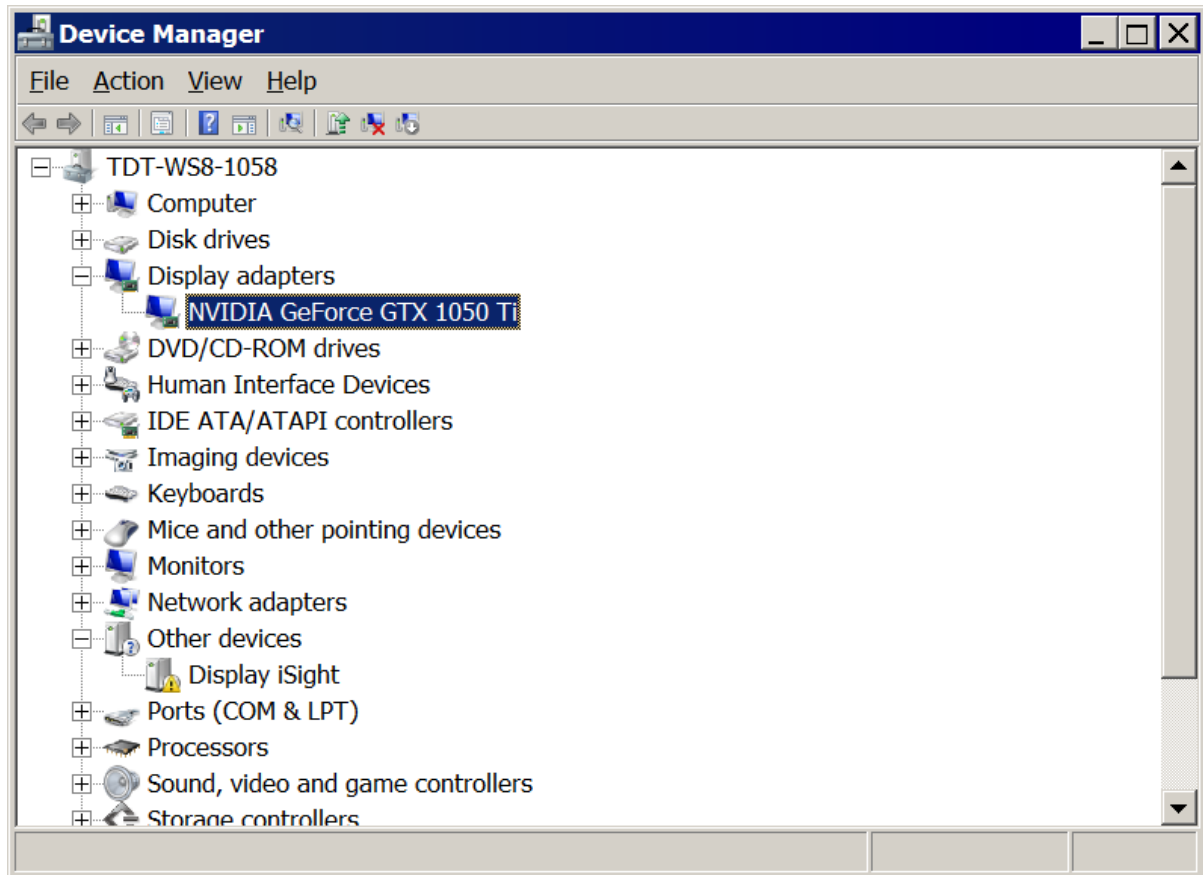 Device Manager
File Action View Help
TDT-WS8-1058
Computer
Disk drives
Display adapters
NVIDIA GeForce GTX 1050 Ti
DVD/CD-ROM drives
Human Interface Devices
IDE ATA/ATAPI controllers
Imaging devices
Keyboards
Mice and other pointing devices
Monitors
Network adapters
Other devices
Display iSight
Ports (COM & LPT)
Processors
Sound, video and game controllers
Storage controllers